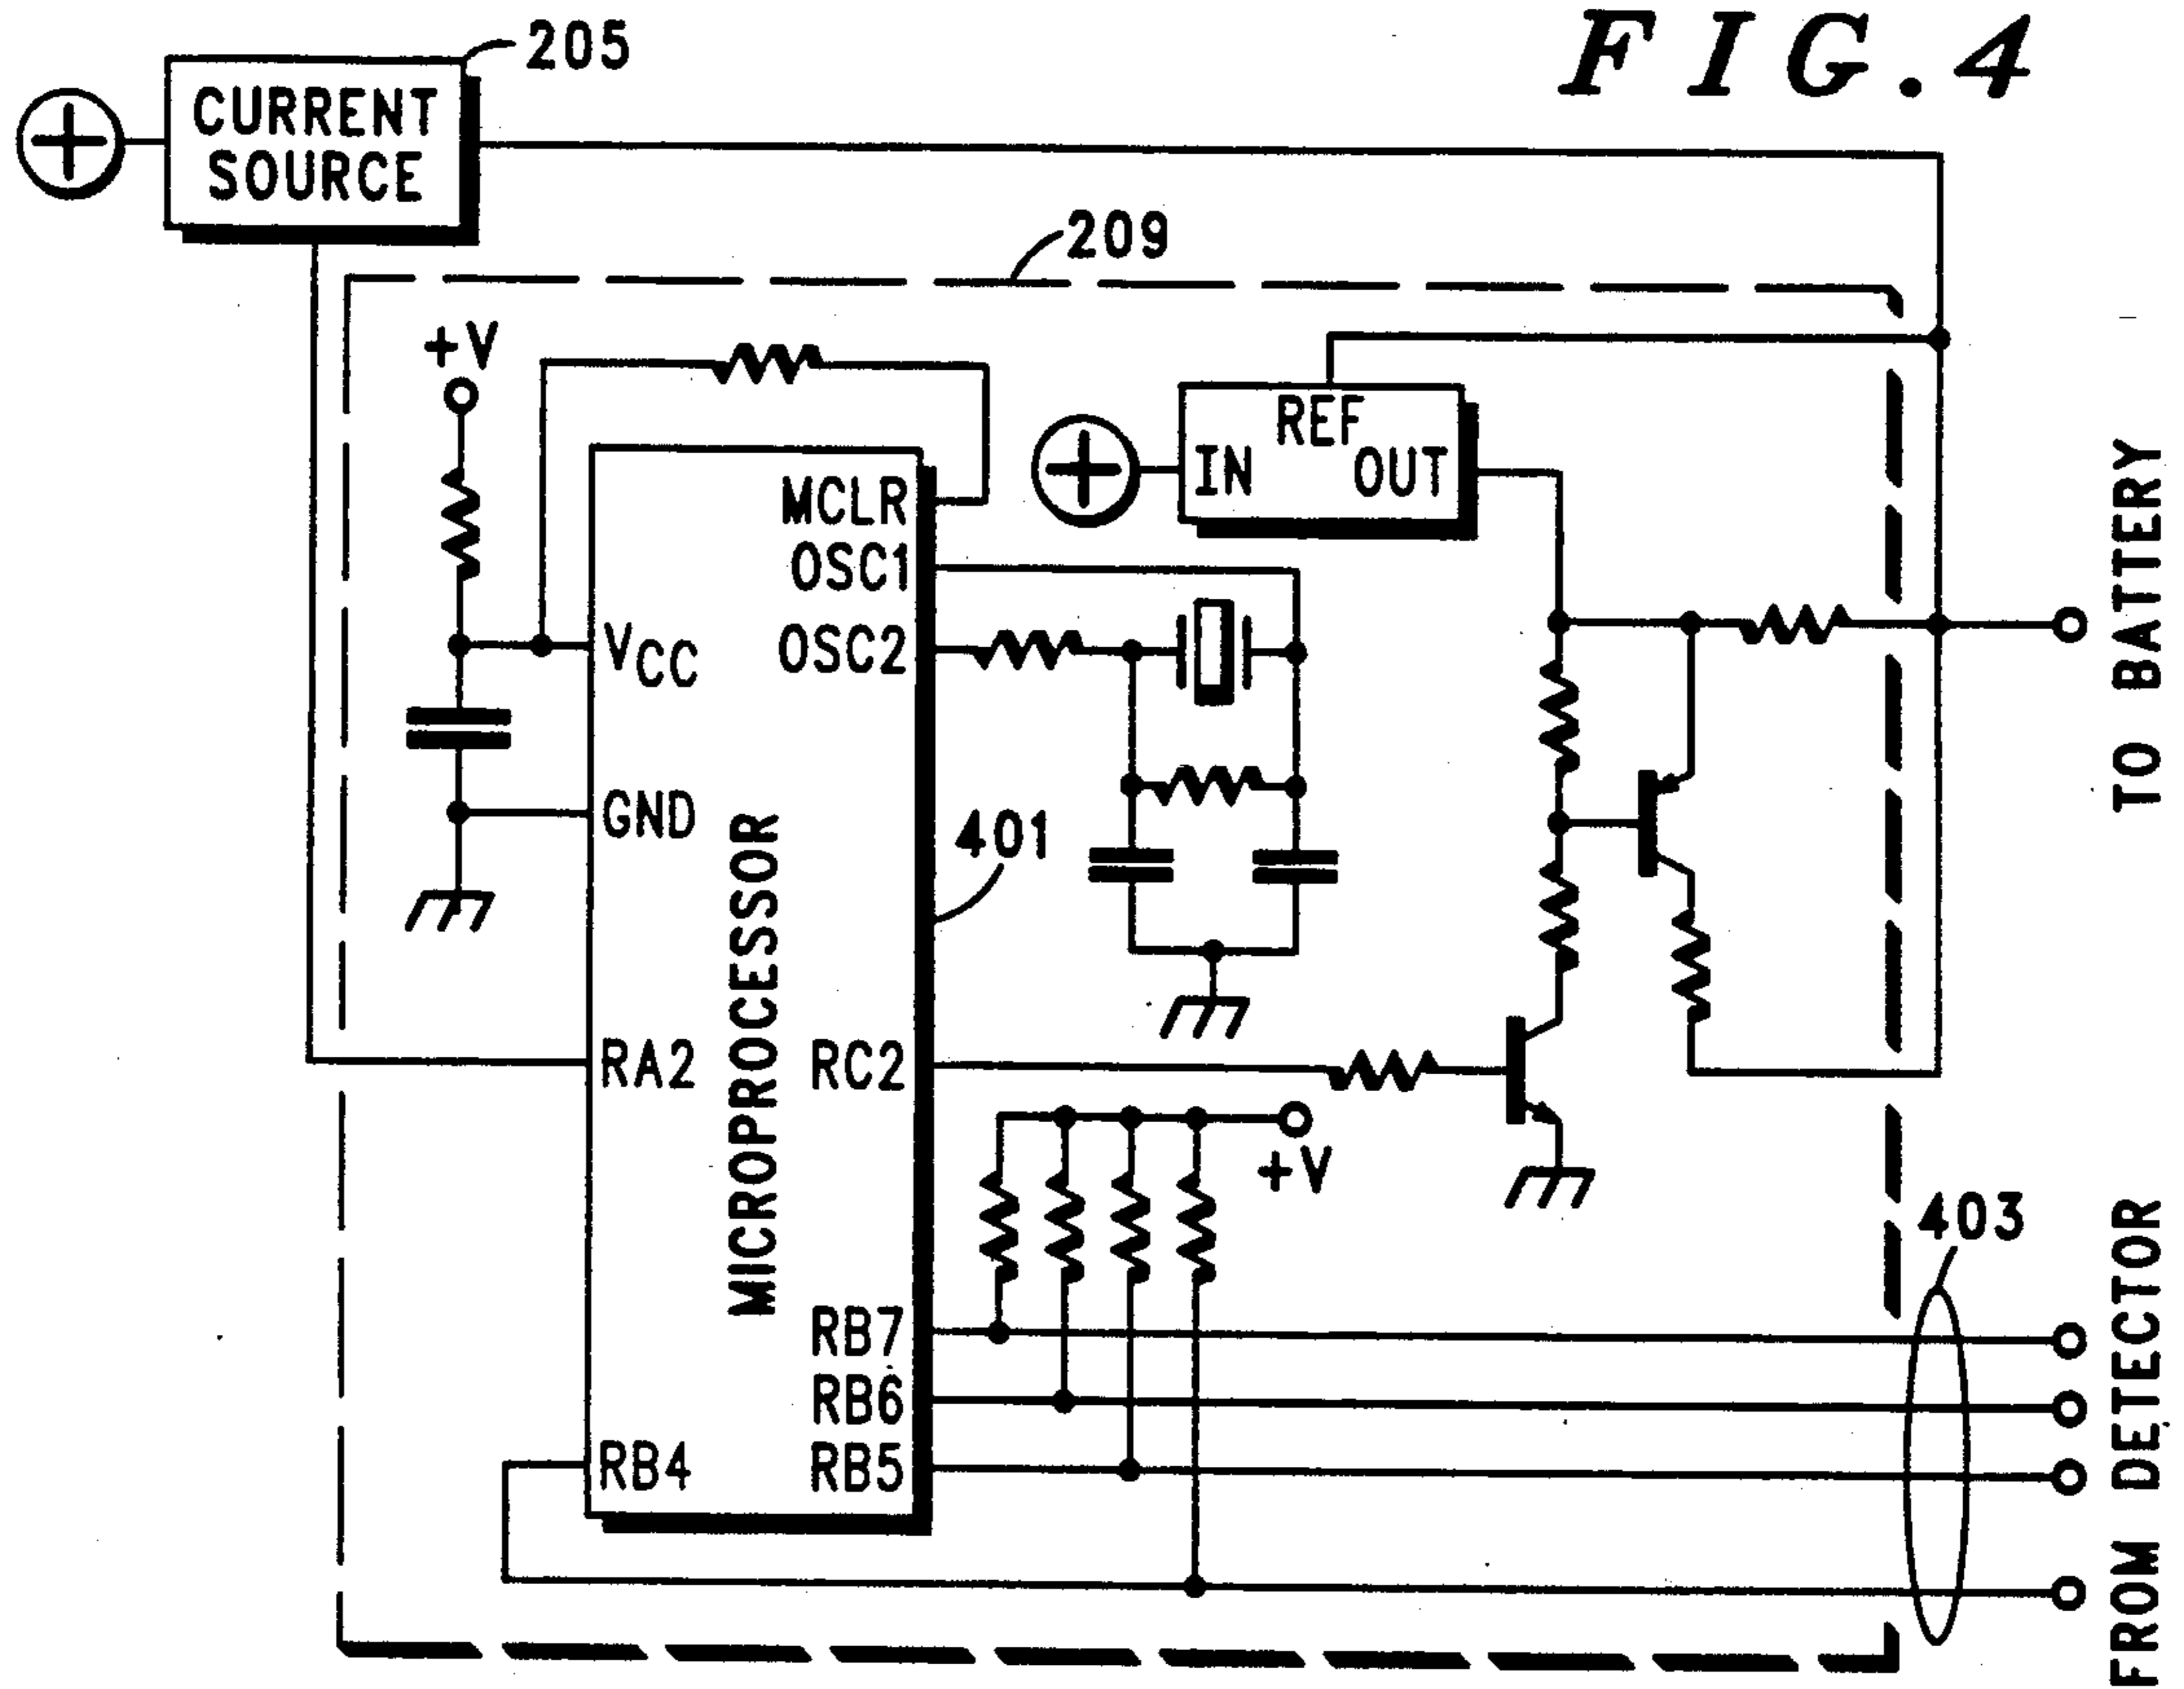 FIG.4
205
CURRENT
SOURCE
209
+V
MCLR
OSC1
OSC2
VCC
GND
RA2
RC2
RB7
RB6
RB5
RB4
MICROPROCESSOR
401
REF
IN
OUT
+V
403
TO BATTERY
FROM DETECTOR